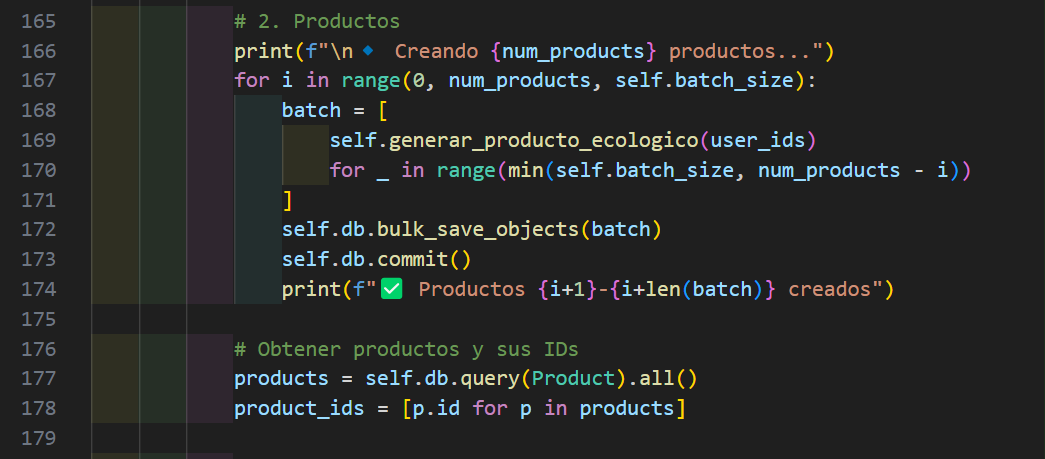 165 # 2. Productos
166 print(f"\n🔹 Creando {num_products} productos...")
167 for i in range(0, num_products, self.batch_size):
168 batch = [
169 self.generar_producto_ecologico(user_ids)
170 for _ in range(min(self.batch_size, num_products - i))
171 ]
172 self.db.bulk_save_objects(batch)
173 self.db.commit()
174 print(f"✅ Productos {i+1}-{i+len(batch)} creados")
175
176 # Obtener productos y sus IDs
177 products = self.db.query(Product).all()
178 product_ids = [p.id for p in products]
179